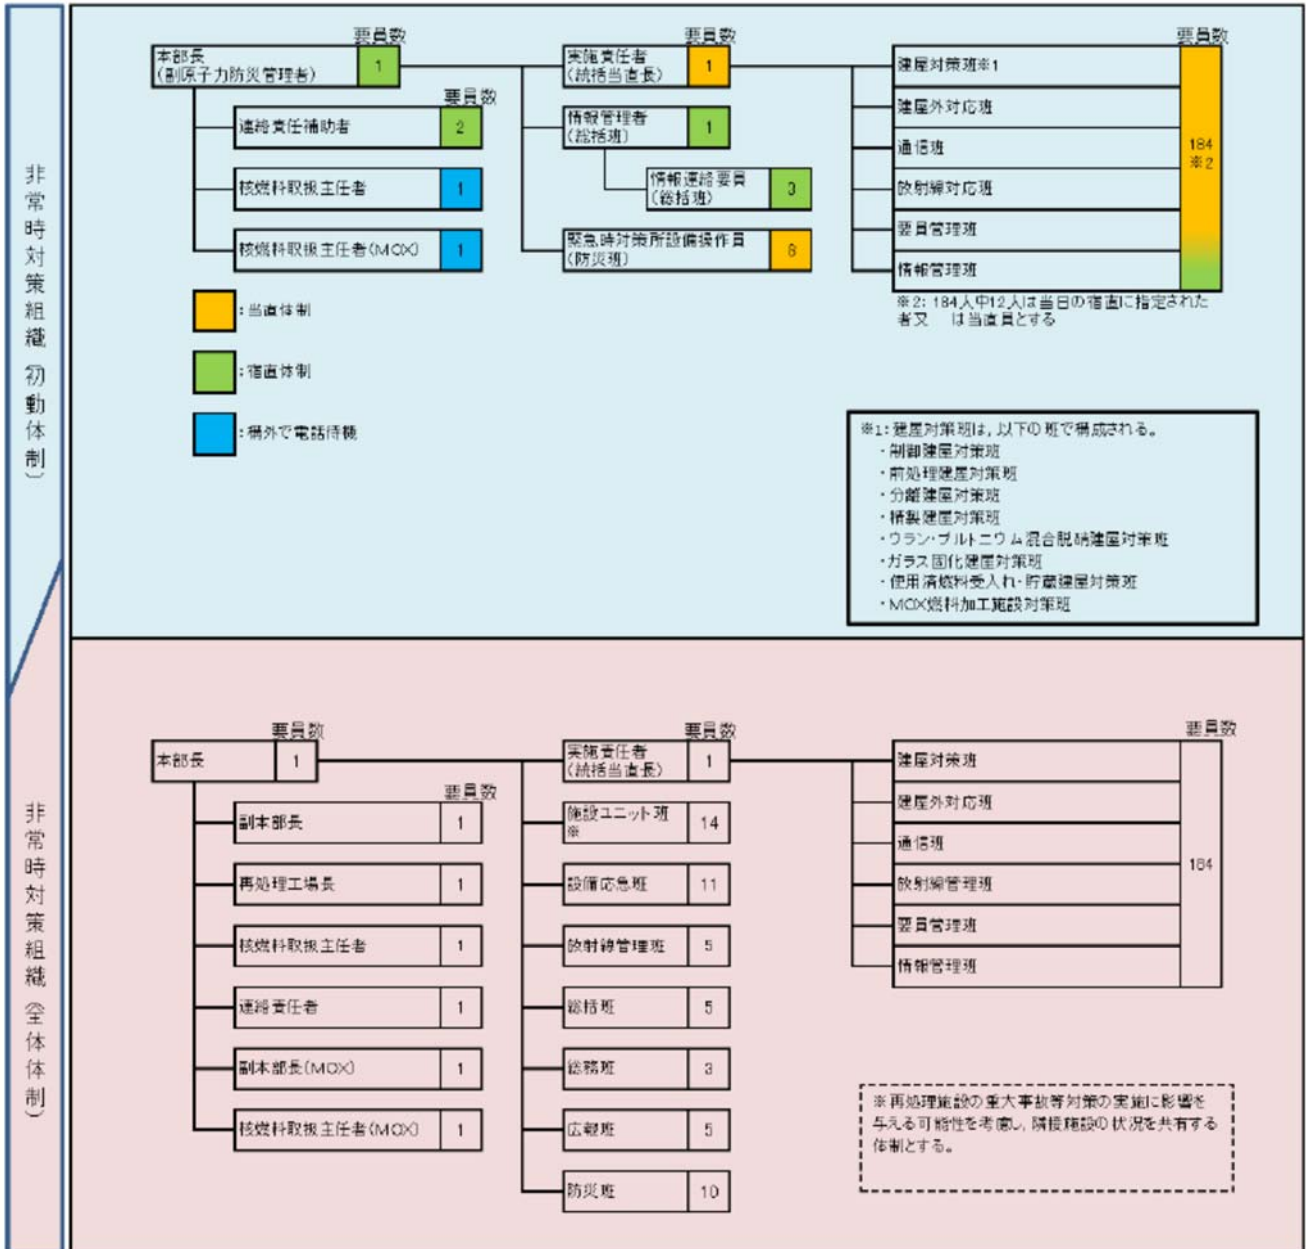 非常時対策組織(初動体制)
要員数
本部長
(副原子力防災管理者)
1
要員数
連絡責任補助者
2
核燃料取扱主任者
1
核燃料取扱主任者(MOX)
1
:当直体制
:宿直体制
:構外で電話待機
要員数
実施責任者
(統括当直長)
1
情報管理者
(総括班)
1
情報連絡要員
(総括班)
3
緊急時対策所設備操作員
(防災班)
8
要員数
建屋対策班※1
建屋外対応班
通信班
放射線対応班
要員管理班
情報管理班
184
※2
※2: 184人中12人は当日の宿直に指定された
者又 は当直員とする
※1:建屋対策班は,以下の班で構成される。
・制御建屋対策班
・前処理建屋対策班
・分離建屋対策班
・精製建屋対策班
・ウラン・プルトニウム混合脱硝建屋対策班
・ガラス固化建屋対策班
・使用済燃料受入れ・貯蔵建屋対策班
・MOX燃料加工施設対策班
非常時対策組織(全体体制)
要員数
本部長
1
要員数
副本部長
1
再処理工場長
1
核燃料取扱主任者
1
連絡責任者
1
副本部長(MOX)
1
核燃料取扱主任者(MOX)
1
要員数
実施責任者
(統括当直長)
1
施設ユニット班
※
14
設備応急班
11
放射線管理班
5
総括班
5
総務班
3
広報班
5
防災班
10
要員数
建屋対策班
建屋外対応班
通信班
放射線管理班
要員管理班
情報管理班
184
※再処理施設の重大事故等対策の実施に影響を
与える可能性を考慮し,隣接施設の状況を共有する
体制とする。